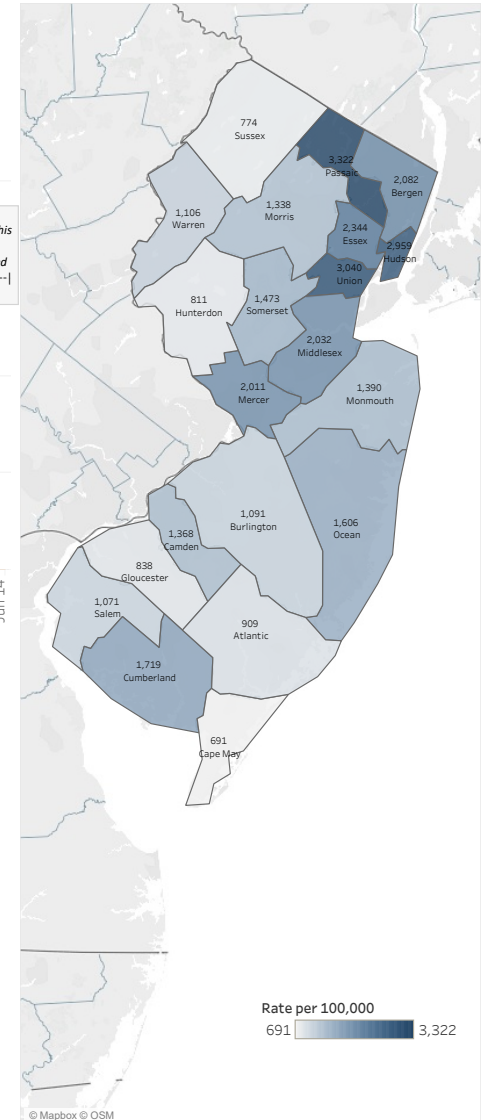 his
d
--|
Jun 14
774
Sussex
3,322
Passaic
2,082
Bergen
1,106
Warren
1,338
Morris
2,344
Essex
2,959
Hudson
3,040
Union
811
Hunterdon
1,473
Somerset
2,032
Middlesex
2,011
Mercer
1,390
Monmouth
1,091
Burlington
1,606
Ocean
1,368
Camden
838
Gloucester
1,071
Salem
909
Atlantic
1,719
Cumberland
691
Cape May
Rate per 100,000
691 3,322
© Mapbox © OSM